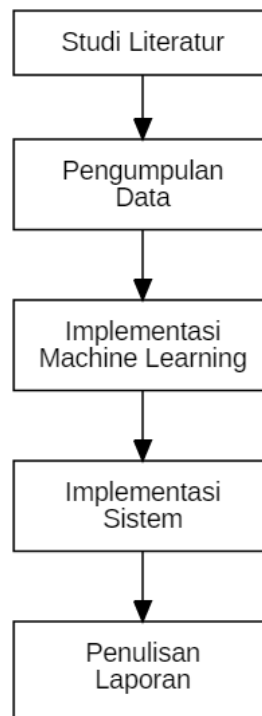 Studi Literatur
Pengumpulan
Data
Implementasi
Machine Learning
Implementasi
Sistem
Penulisan
Laporan